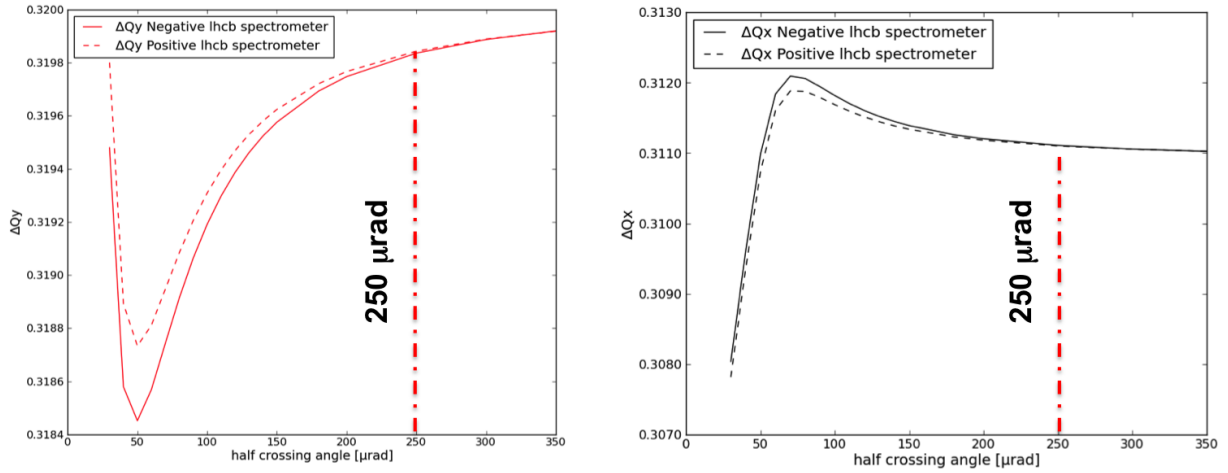 ΔQy Negative lhcb spectrometer
ΔQy Positive lhcb spectrometer
0.3200
0.3198
0.3196
0.3194
0.3192
0.3190
0.3188
0.3186
0.3184
ΔQy
250 μrad
0 50 100 150 200 250 300 350
half crossing angle [μrad]
ΔQx Negative lhcb spectrometer
ΔQx Positive lhcb spectrometer
0.3130
0.3120
0.3110
0.3100
0.3090
0.3080
0.3070
ΔQx
250 [μrad
0 50 100 150 200 250 300 350
half crossing angle [μrad]